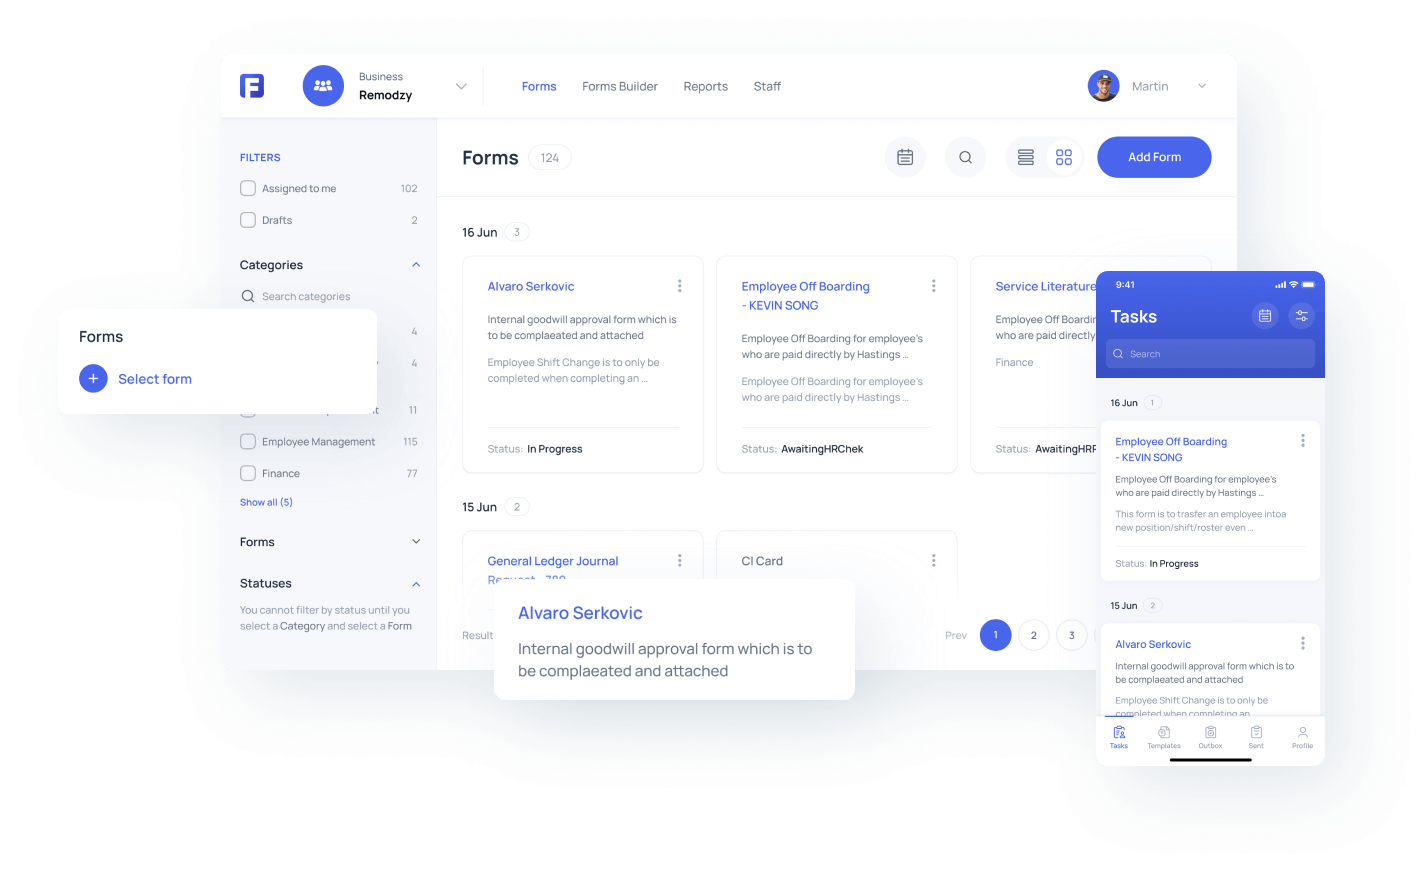 Business
Remodzy
Forms
Forms Builder
Reports
Staff
Martin
FILTERS
Assigned to me 102
Drafts 2
Categories
Search categories
4
4
11
Employee Management 115
Finance 77
Show all (5)
Forms
Statuses
You cannot filter by status until you
select a Category and select a Form
Forms
Select form
Forms 124
Add Form
16 Jun 3
Alvaro Serkovic
Internal goodwill approval form which is
to be complaeated and attached
Employee Shift Change is to only be
completed when completing an ...
Status: In Progress
Employee Off Boarding
- KEVIN SONG
Employee Off Boarding for employee's
who are paid directly by Hastings ...
Employee Off Boarding for employee's
who are paid directly by Hastings ...
Status: AwaitingHRChek
Service Literature
Employee Off Boardin
who are paid directly
Finance
Status: AwaitingHRF
15 Jun 2
General Ledger Journal
CI Card
Result
Prev 1 2 3
Alvaro Serkovic
Internal goodwill approval form which is to
be complaeated and attached
9:41
Tasks
Search
16 Jun 1
Employee Off Boarding
- KEVIN SONG
Employee Off Boarding for employee's
who are paid directly by Hastings ...
This form is to trasfer an employee intoa
new position/shift/roster even ...
Status: In Progress
15 Jun 2
Alvaro Serkovic
Internal goodwill approval form which is to
be complaeated and attached
Employee Shift Change is to only be
completed when completing an
Tasks
Templates
Outbox
Sent
Profile